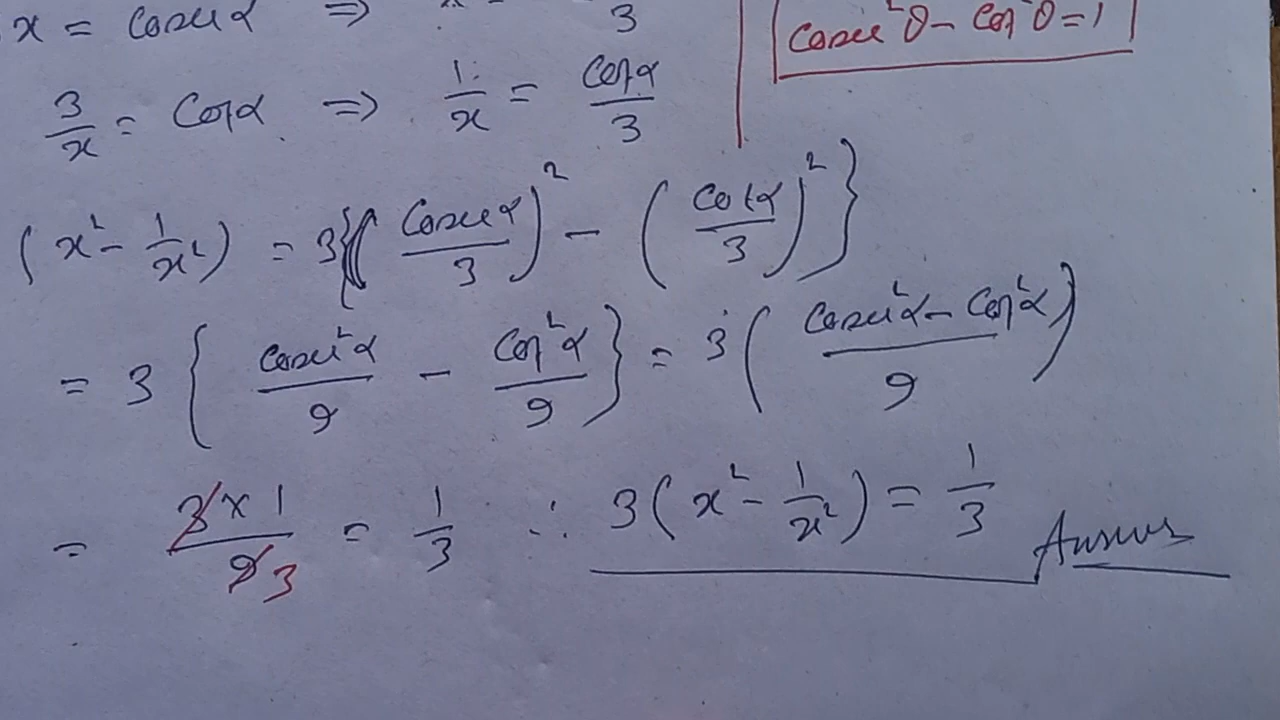 x = cosec α ⇒ 3
cosec²θ - cot²θ = 1
3/x = cot α ⇒ 1/x = cot α/3
(x² - 1/x²) = 3{(cosec α/3)² - (cot α/3)²}
= 3 {cosec²α/9 - cot²α/9} = 3 (cosec²α - cot²α/9)
= 3×1/9 3 = 1/3 ∴ 3(x² - 1/x²) = 1/3 Answer